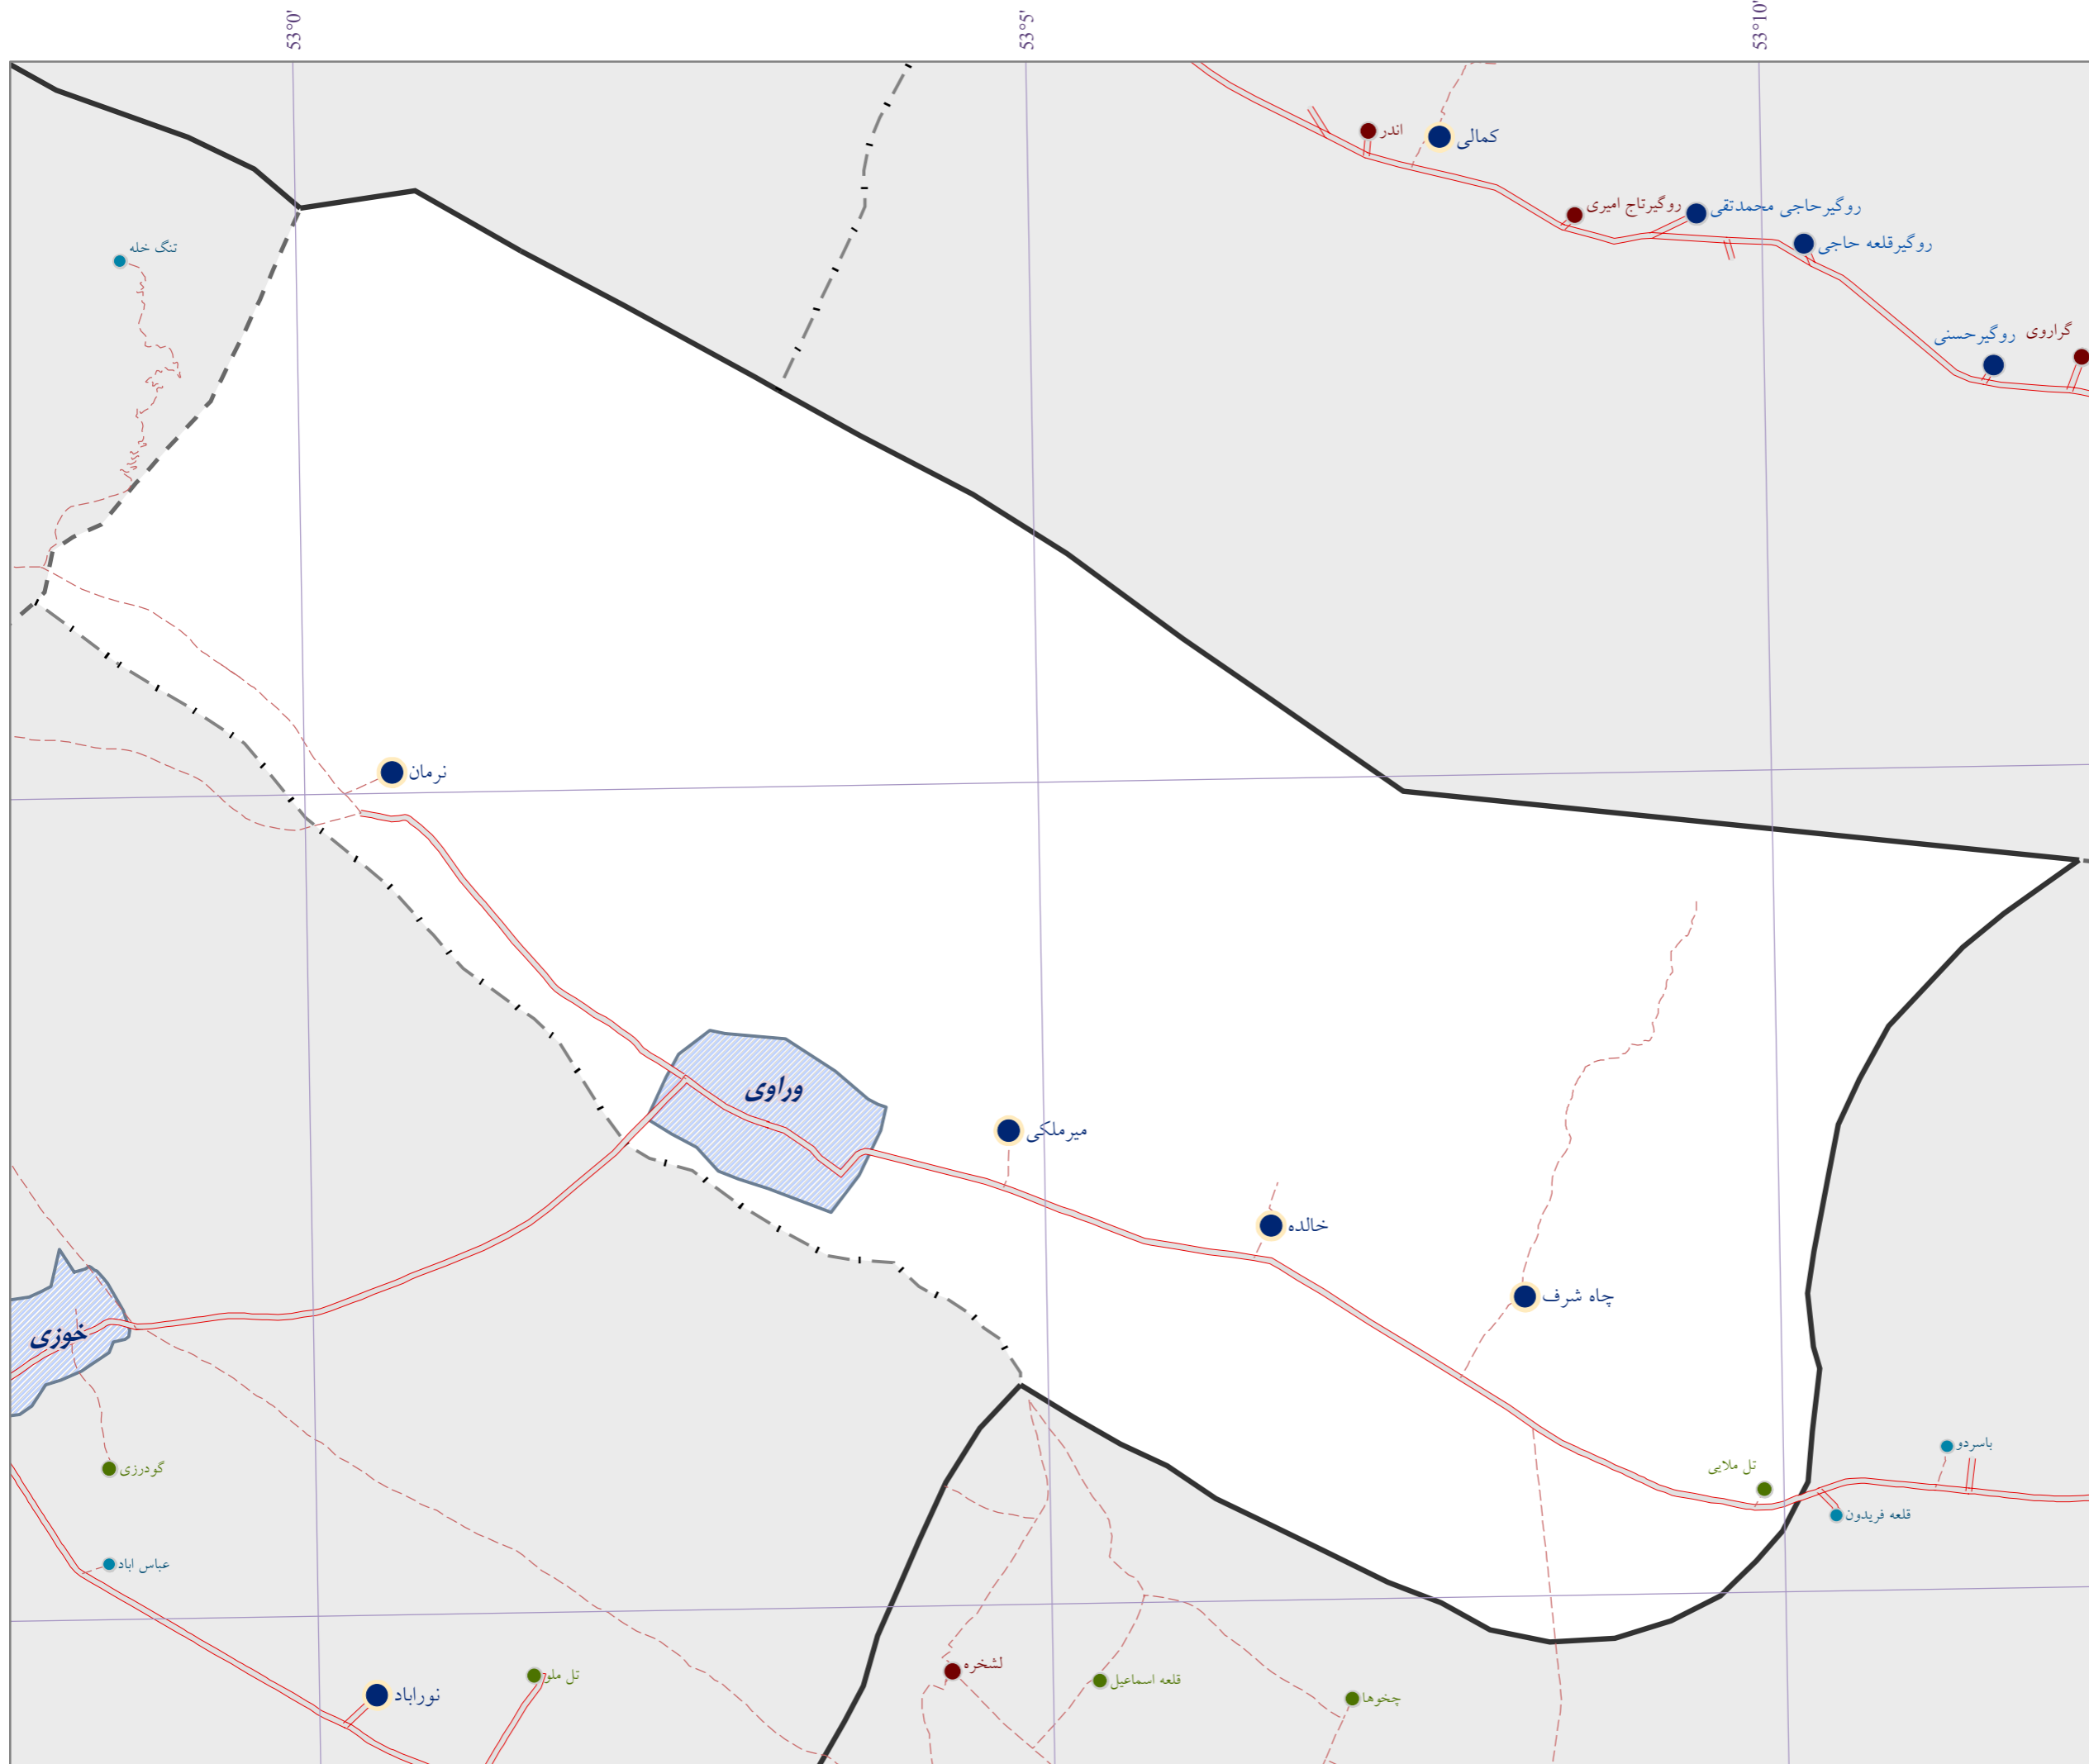 53°0'
53°5'
53°10'
اندر
کمالی
روگیرتاج امیری
روگیرحاجی محمدتقی
روگیرقلعه حاجی
تنگ خله
روگیرحسنی
گراروی
نرمان
وراوی
میرملکی
خالده
چاه شرف
خوزی
گودرزی
تل ملایی
باسردو
قلعه فریدون
عباس اباد
نوراباد
تل ملو
لشخره
قلعه اسماعیل
چخوها